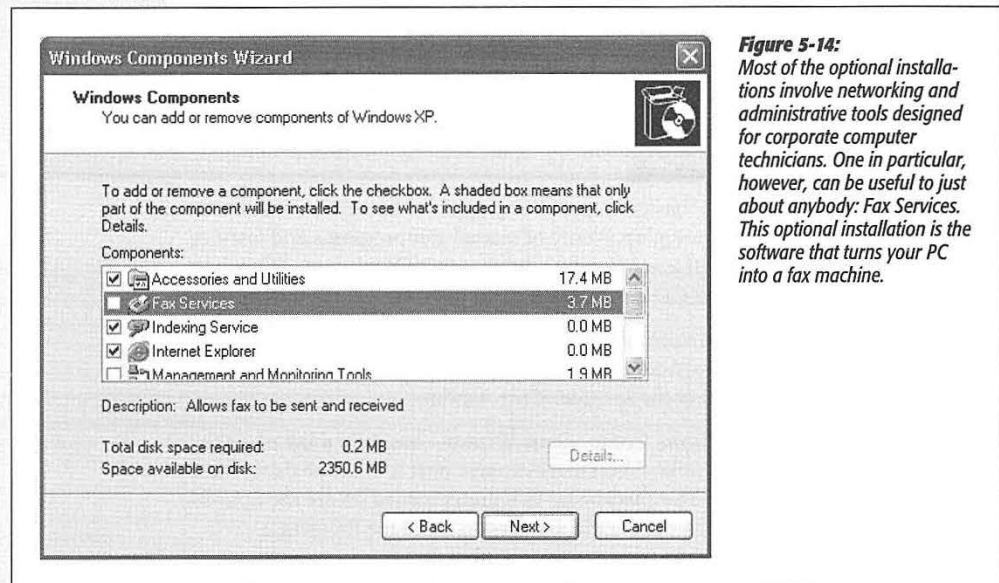 Windows Components Wizard
Windows Components
You can add or remove components of Windows XP.
To add or remove a component, click the checkbox. A shaded box means that only
part of the component will be installed. To see what's included in a component, click
Details.
Components:
Accessories and Utilities 17.4 MB
Fax Services 3.7 MB
Indexing Service 0.0 MB
Internet Explorer 0.0 MB
Management and Monitoring Tools 1.9 MB
Description: Allows fax to be sent and received
Total disk space required: 0.2 MB
Space available on disk: 2350.6 MB
Details...
< Back Next > Cancel
Figure 5-14:
Most of the optional installa-
tions involve networking and
administrative tools designed
for corporate computer
technicians. One in particular,
however, can be useful to just
about anybody: Fax Services.
This optional installation is the
software that turns your PC
into a fax machine.